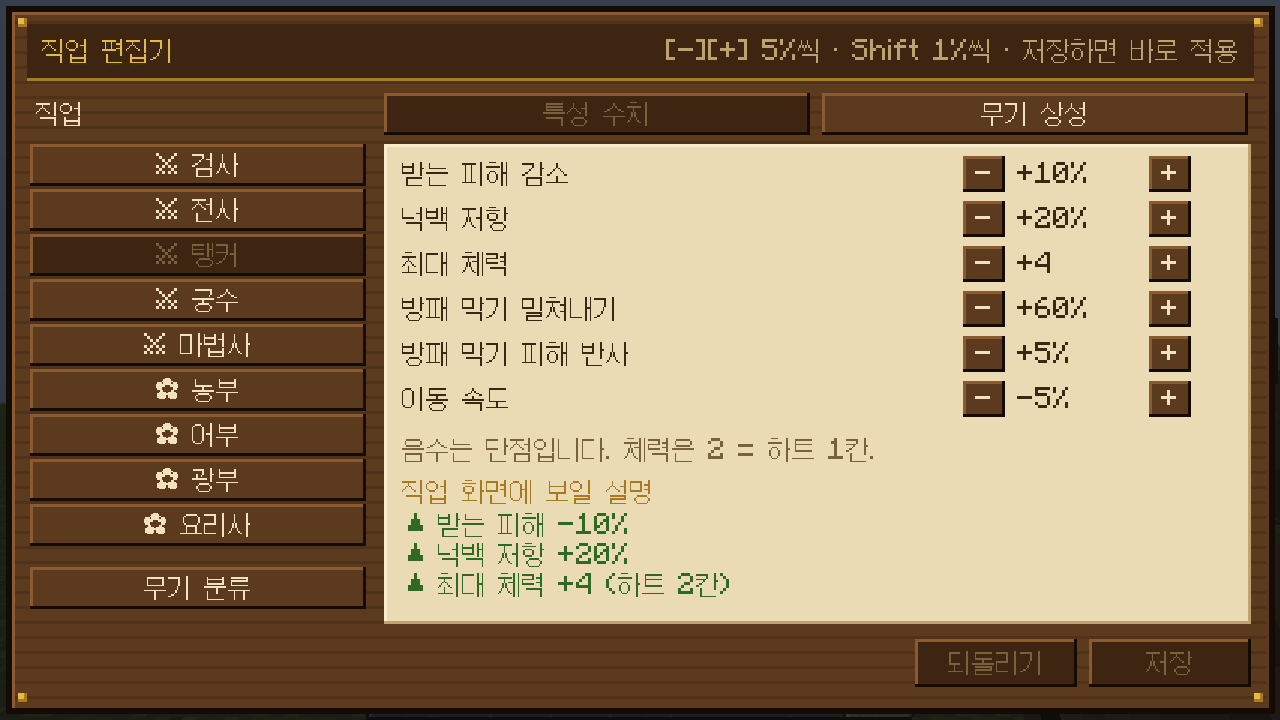 직업 편집기
[-][+] 5%씩 · Shift 1%씩 · 저장하면 바로 적용
직업
특성 수치
무기 상성
검사
전사
탱커
궁수
마법사
농부
어부
광부
요리사
무기 분류
받는 피해 감소 - +10% +
넉백 저항 - +20% +
최대 체력 - +4 +
방패 막기 밀쳐내기 - +60% +
방패 막기 피해 반사 - +5% +
이동 속도 - -5% +
음수는 단점입니다. 체력은 2 = 하트 1칸.
직업 화면에 보일 설명
▲ 받는 피해 -10%
▲ 넉백 저항 +20%
▲ 최대 체력 +4 (하트 2칸)
되돌리기
저장